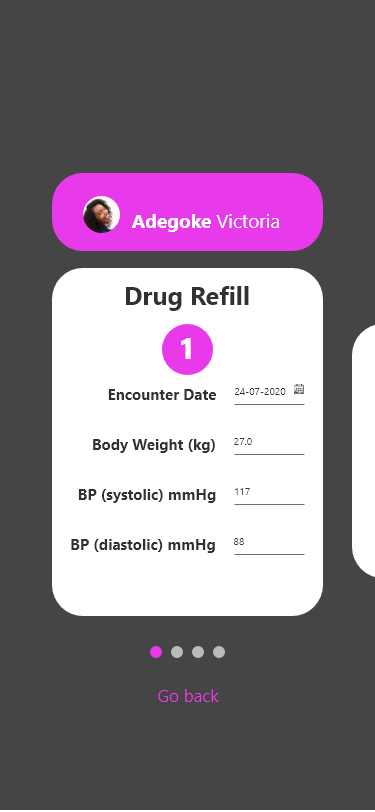 Adegoke Victoria
Drug Refill
1
Encounter Date 24-07-2020
Body Weight (kg) 27.0
BP (systolic) mmHg 117
BP (diastolic) mmHg 88
Go back